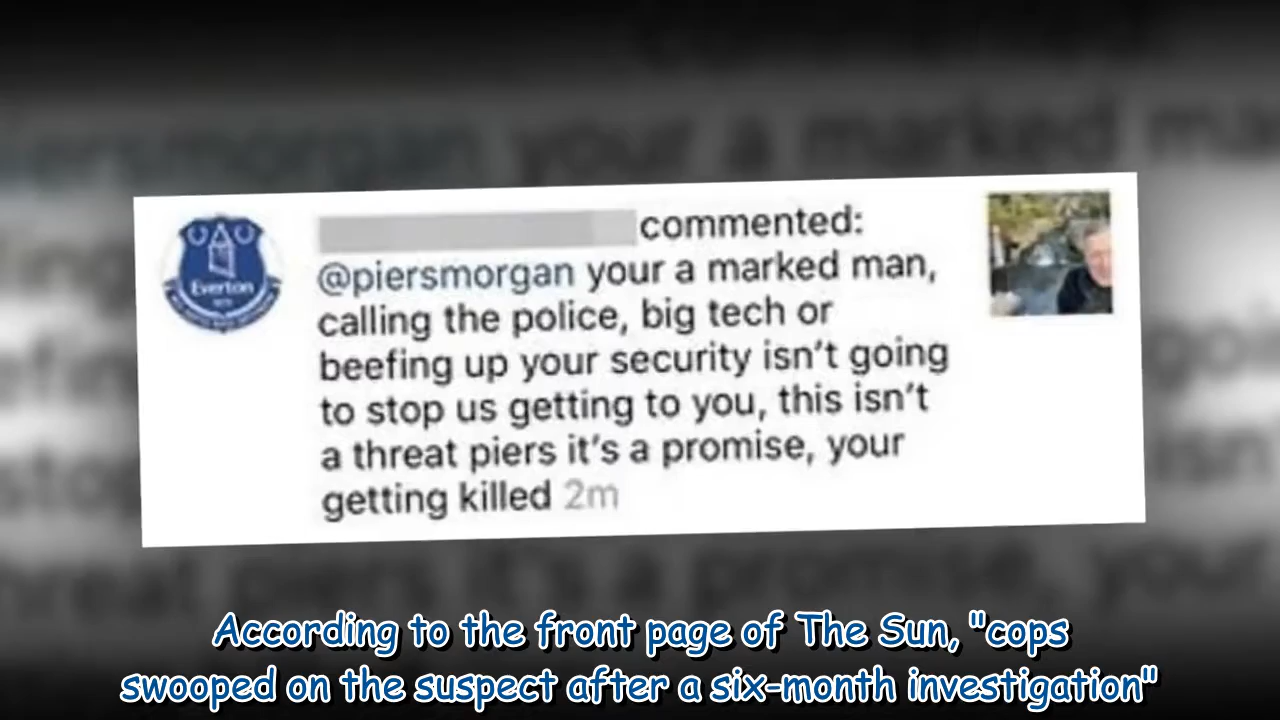 commented:
@piersmorgan your a marked man,
calling the police, big tech or
beefing up your security isn't going
to stop us getting to you, this isn't
a threat piers it's a promise, your
getting killed 2m
Everton
According to the front page of The Sun, "cops
swooped on the suspect after a six-month investigation"